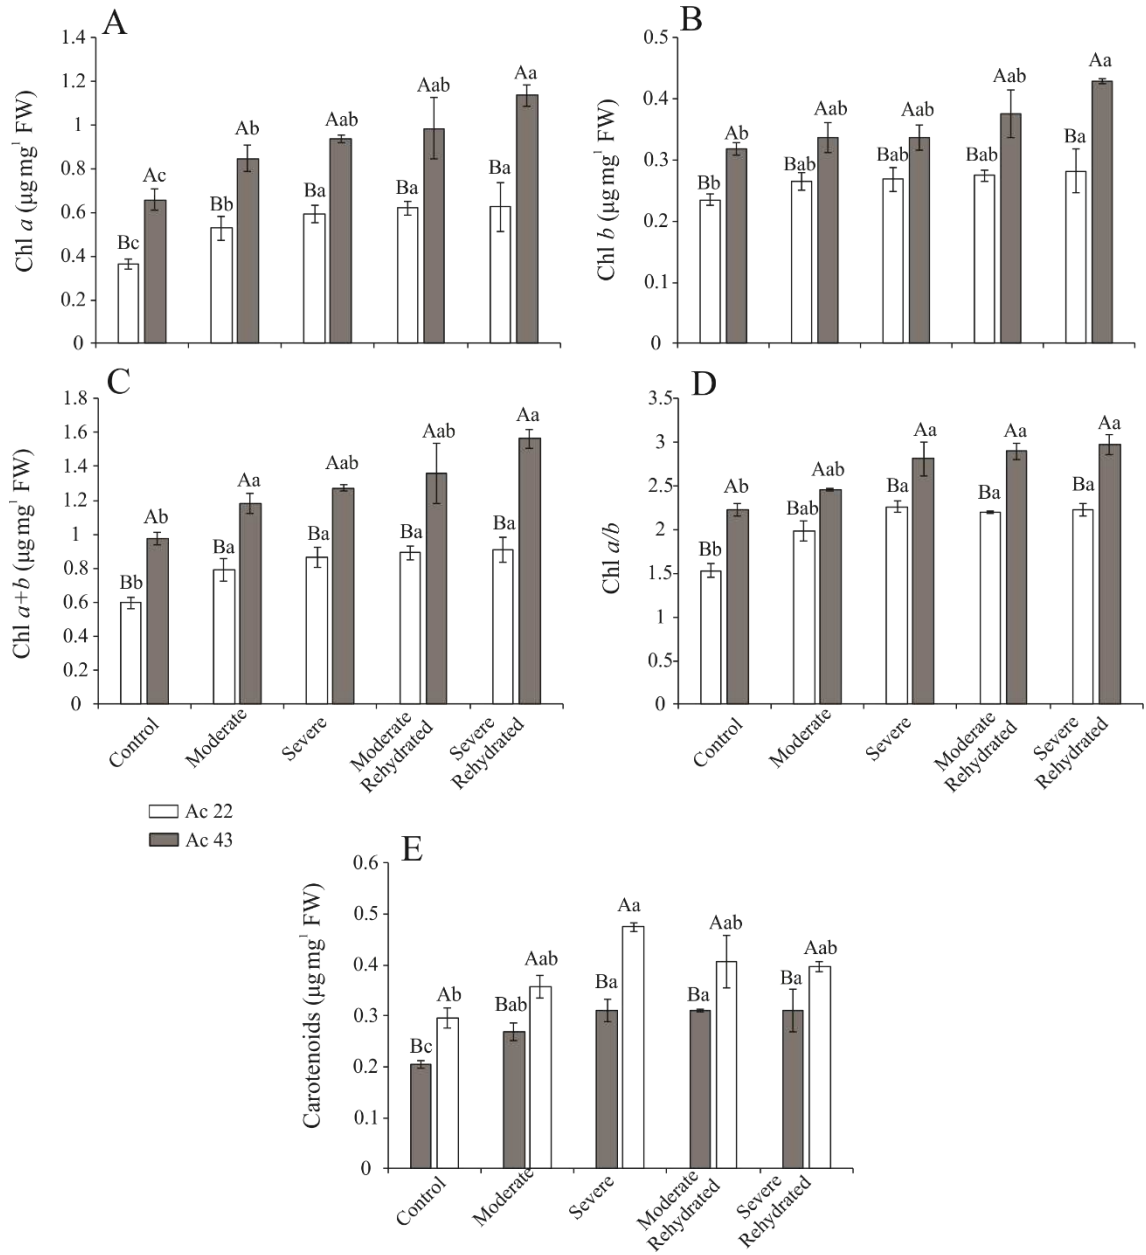 A
Chl a (µg mg¹ FW)
1.4
1.2
1
0.8
0.6
0.4
0.2
0
Bc
Ac
Bb
Ab
Ba
Aab
Ba
Aab
Ba
Aa
B
Chl b (µg mg¹ FW)
0.5
0.4
0.3
0.2
0.1
0
Bb
Ab
Bab
Aab
Bab
Aab
Bab
Aab
Ba
Aa
C
Chl a+b (µg mg¹ FW)
1.8
1.6
1.4
1.2
1
0.8
0.6
0.4
0.2
0
Bb
Ab
Ba
Aa
Ba
Aab
Ba
Aab
Ba
Aa
Control
Moderate
Severe
Moderate
Rehydrated
Severe
Rehydrated
D
Chl a/b
3.5
3
2.5
2
1.5
1
0.5
0
Bb
Ab
Bab
Aab
Ba
Aa
Ba
Aa
Ba
Aa
Control
Moderate
Severe
Moderate
Rehydrated
Severe
Rehydrated
Ac 22
Ac 43
E
Carotenoids (µg mg¹ FW)
0.6
0.5
0.4
0.3
0.2
0.1
0
Bc
Ab
Bab
Aab
Ba
Aa
Ba
Aab
Ba
Aab
Control
Moderate
Severe
Moderate
Rehydrated
Severe
Rehydrated